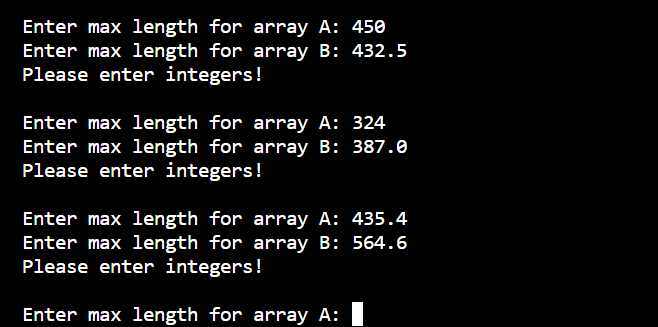 Enter max length for array A: 450
Enter max length for array B: 432.5
Please enter integers!
Enter max length for array A: 324
Enter max length for array B: 387.0
Please enter integers!
Enter max length for array A: 435.4
Enter max length for array B: 564.6
Please enter integers!
Enter max length for array A: